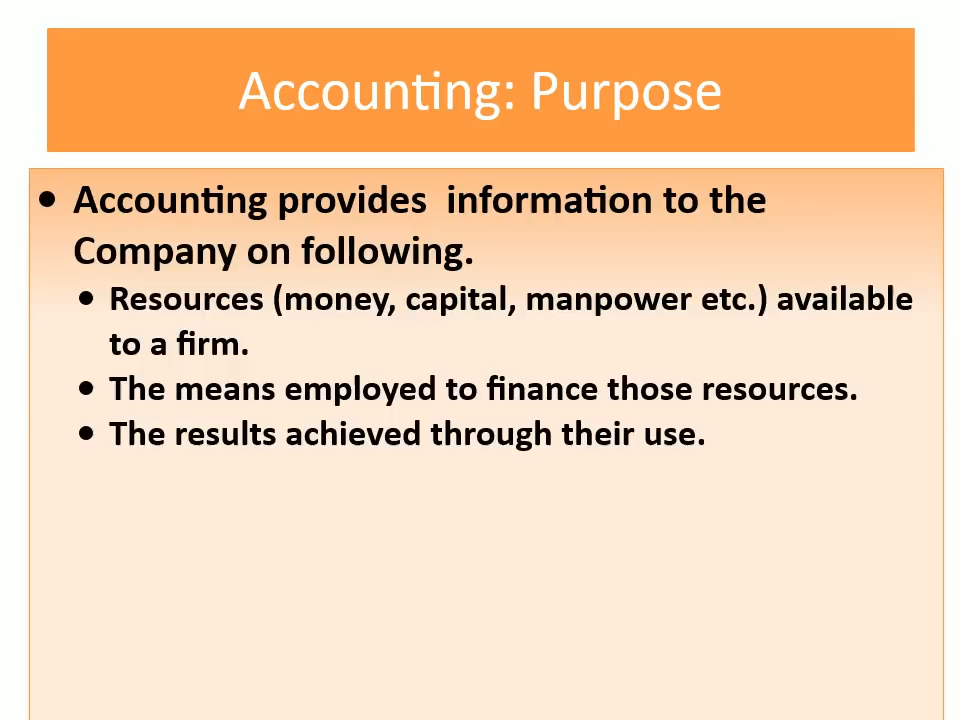 Accounting: Purpose
• Accounting provides information to the
Company on following.
• Resources (money, capital, manpower etc.) available
to a firm.
• The means employed to finance those resources.
• The results achieved through their use.